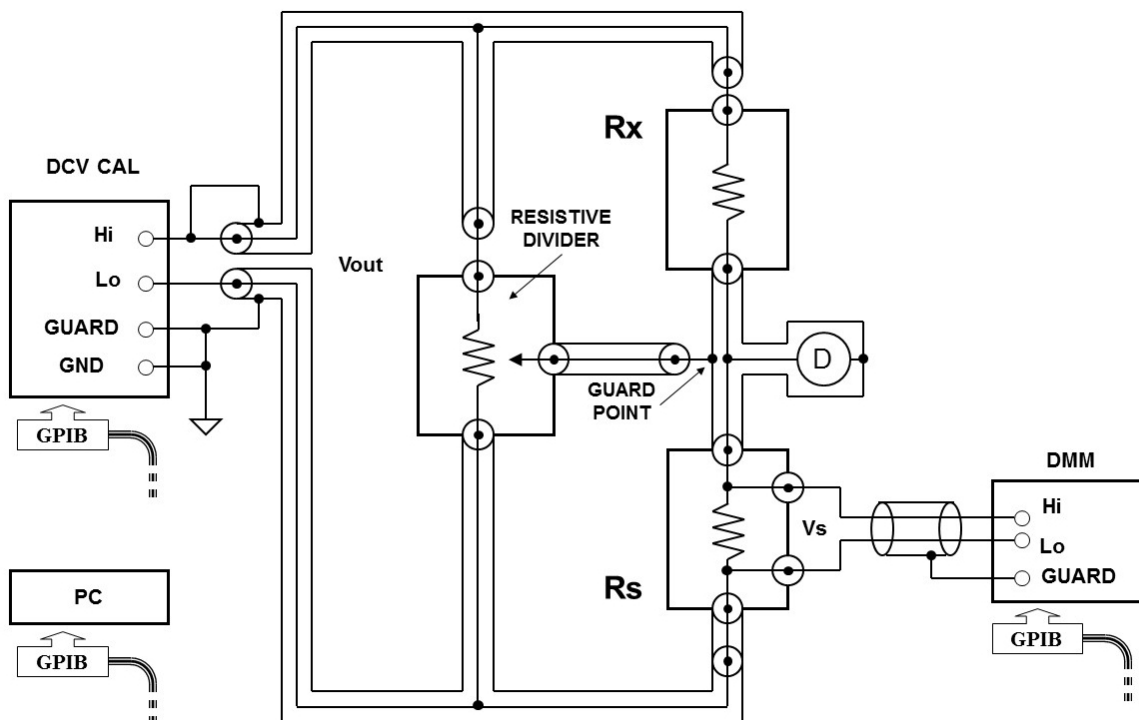 Rx
DCV CAL
Hi
Lo
GUARD
GND
GPIB
Vout
RESISTIVE
DIVIDER
D
GUARD
POINT
Vs
Rs
DMM
Hi
Lo
GUARD
GPIB
PC
GPIB